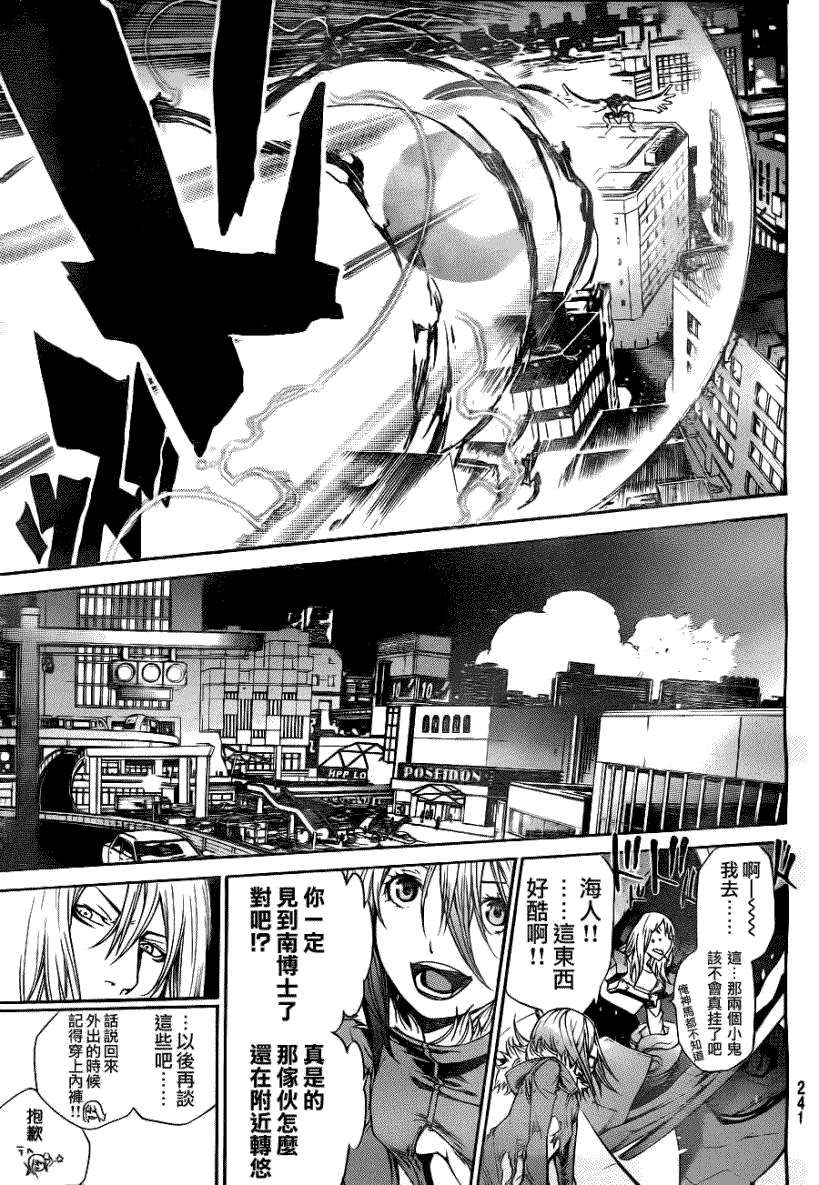 10
10
HPP LO
POSEIDON
啊——
我去……
這…那兩個小鬼
該不會真挂了吧
俺神馬都不知道
海人!!
……這東西
好酷啊!!
你一定
見到南博士了
對吧!?
真是的
那傢伙怎麼
還在附近轉悠
…以後再談
這些吧……
話說回來
外出的時候
記得穿上內褲!!
抱歉
241